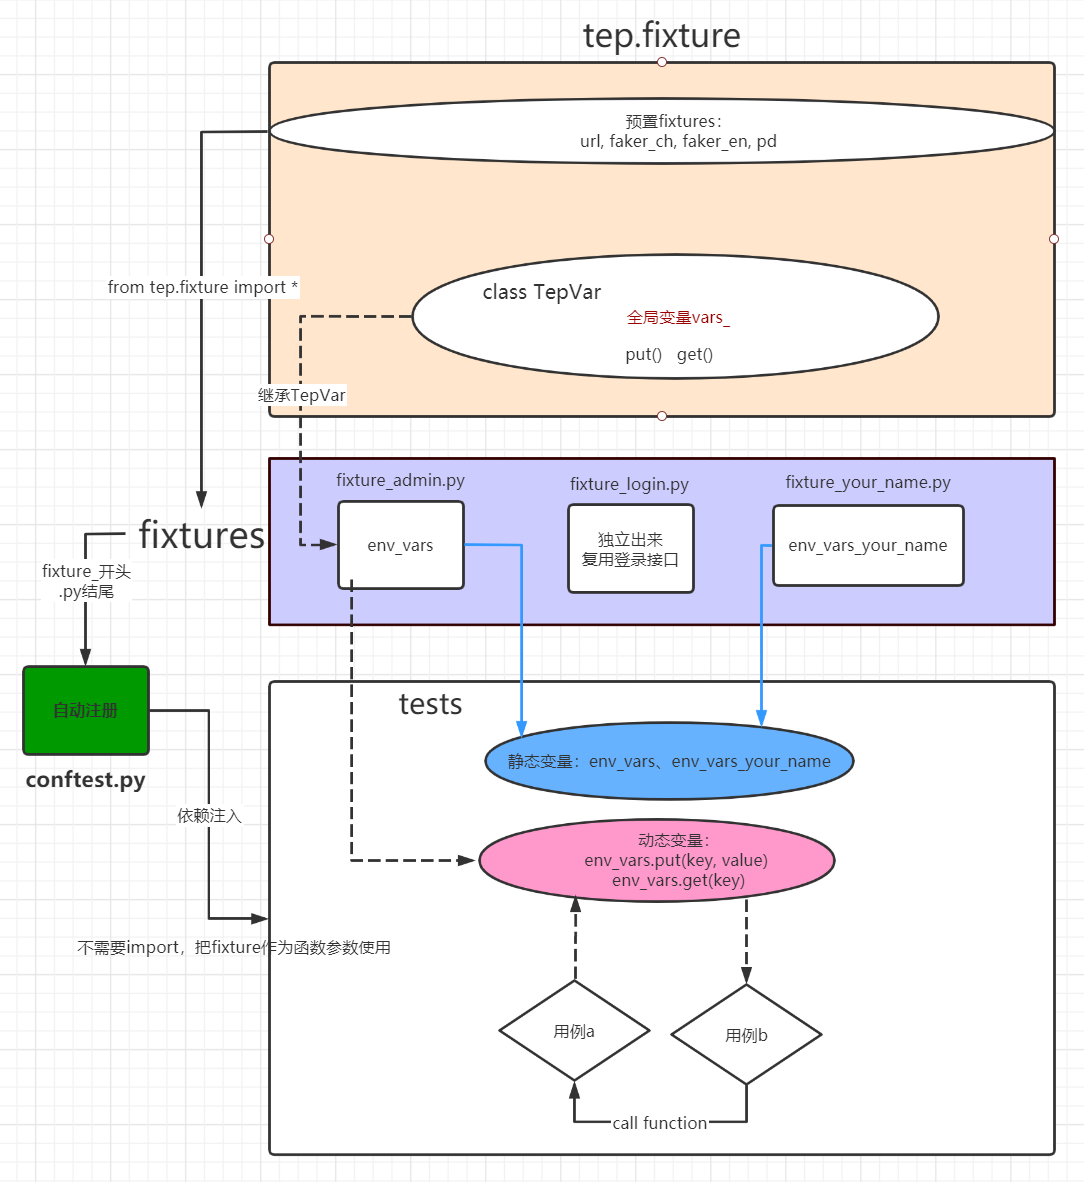 tep.fixture
预置fixtures：
url, faker_ch, faker_en, pd
from tep.fixture import *
class TepVar
全局变量vars_
put() get()
继承TepVar
fixture_admin.py
fixture_login.py
fixture_your_name.py
fixtures
env_vars
独立出来
复用登录接口
env_vars_your_name
fixture_开头
.py结尾
自动注册
conftest.py
tests
静态变量：env_vars、env_vars_your_name
依赖注入
动态变量：
env_vars.put(key, value)
env_vars.get(key)
不需要import，把fixture作为函数参数使用
用例a
用例b
call function